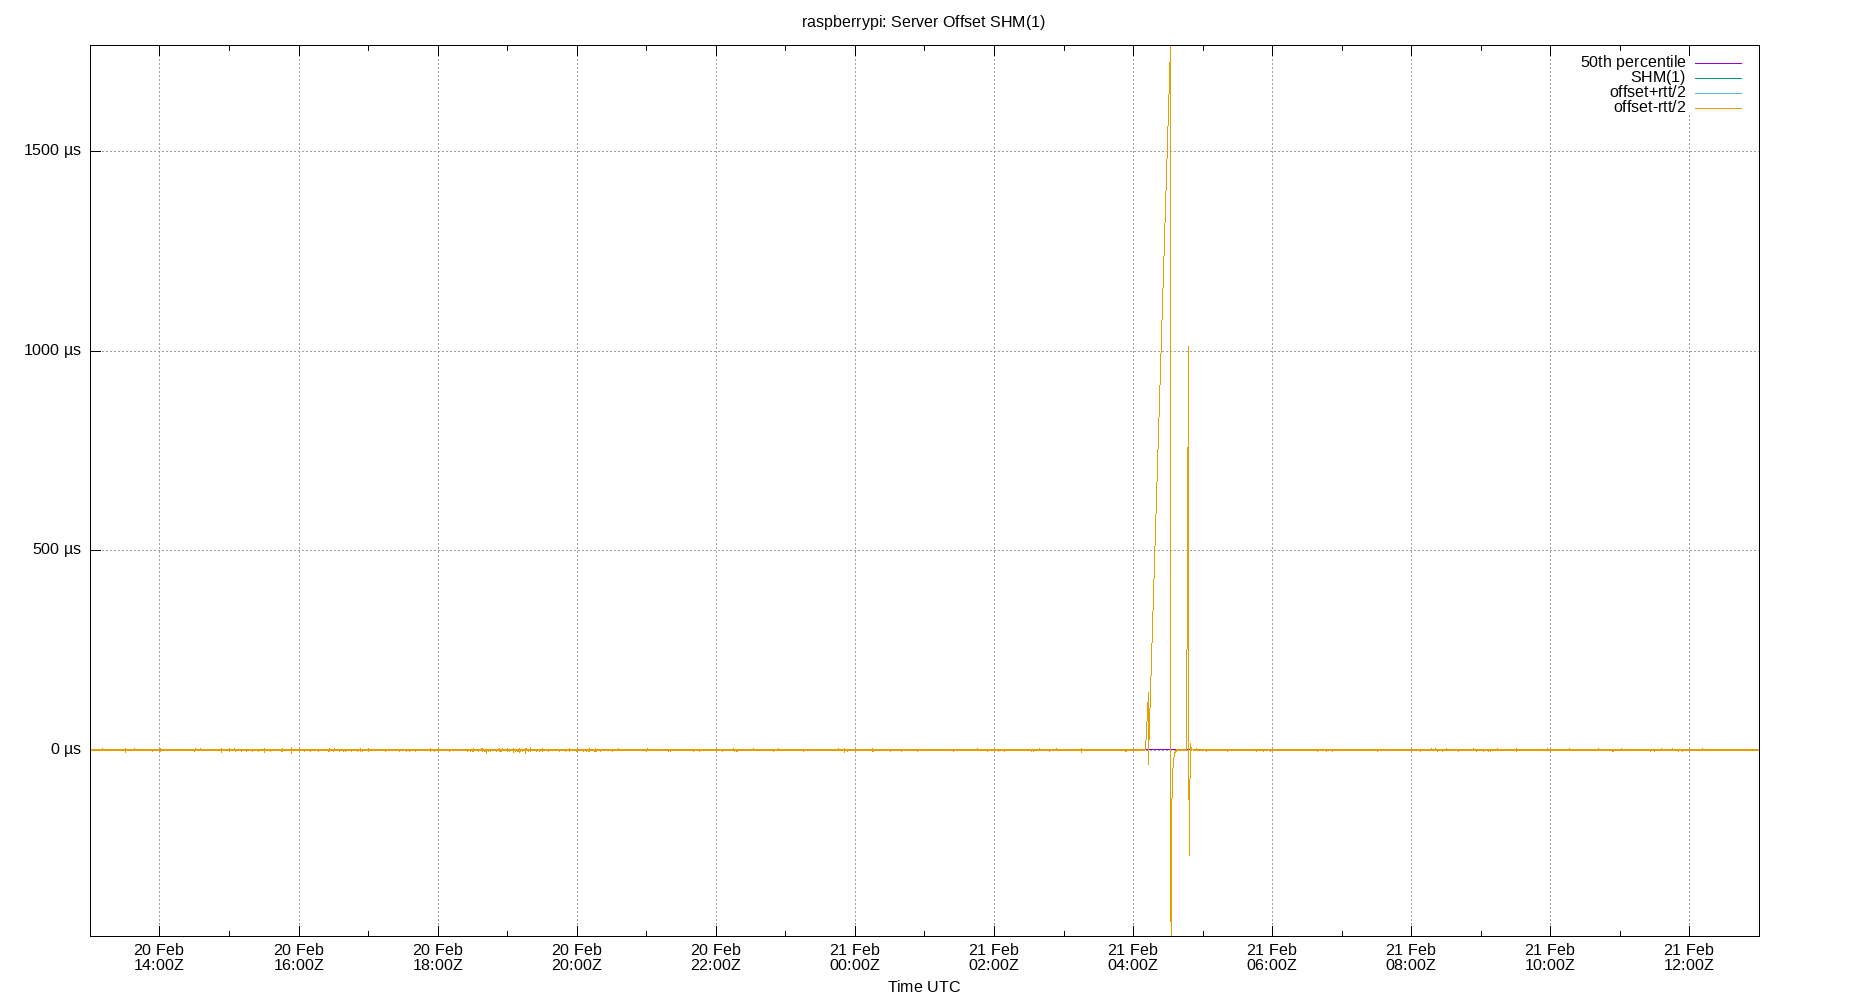 raspberrypi: Server Offset SHM(1)
50th percentile
SHM(1)
offset+rtt/2
offset-rtt/2
1500 µs
1000 µs
500 µs
0 µs
20 Feb 20 Feb 20 Feb 20 Feb 20 Feb 21 Feb 21 Feb 21 Feb 21 Feb 21 Feb 21 Feb 21 Feb
14:00Z 16:00Z 18:00Z 20:00Z 22:00Z 00:00Z 02:00Z 04:00Z 06:00Z 08:00Z 10:00Z 12:00Z
Time UTC